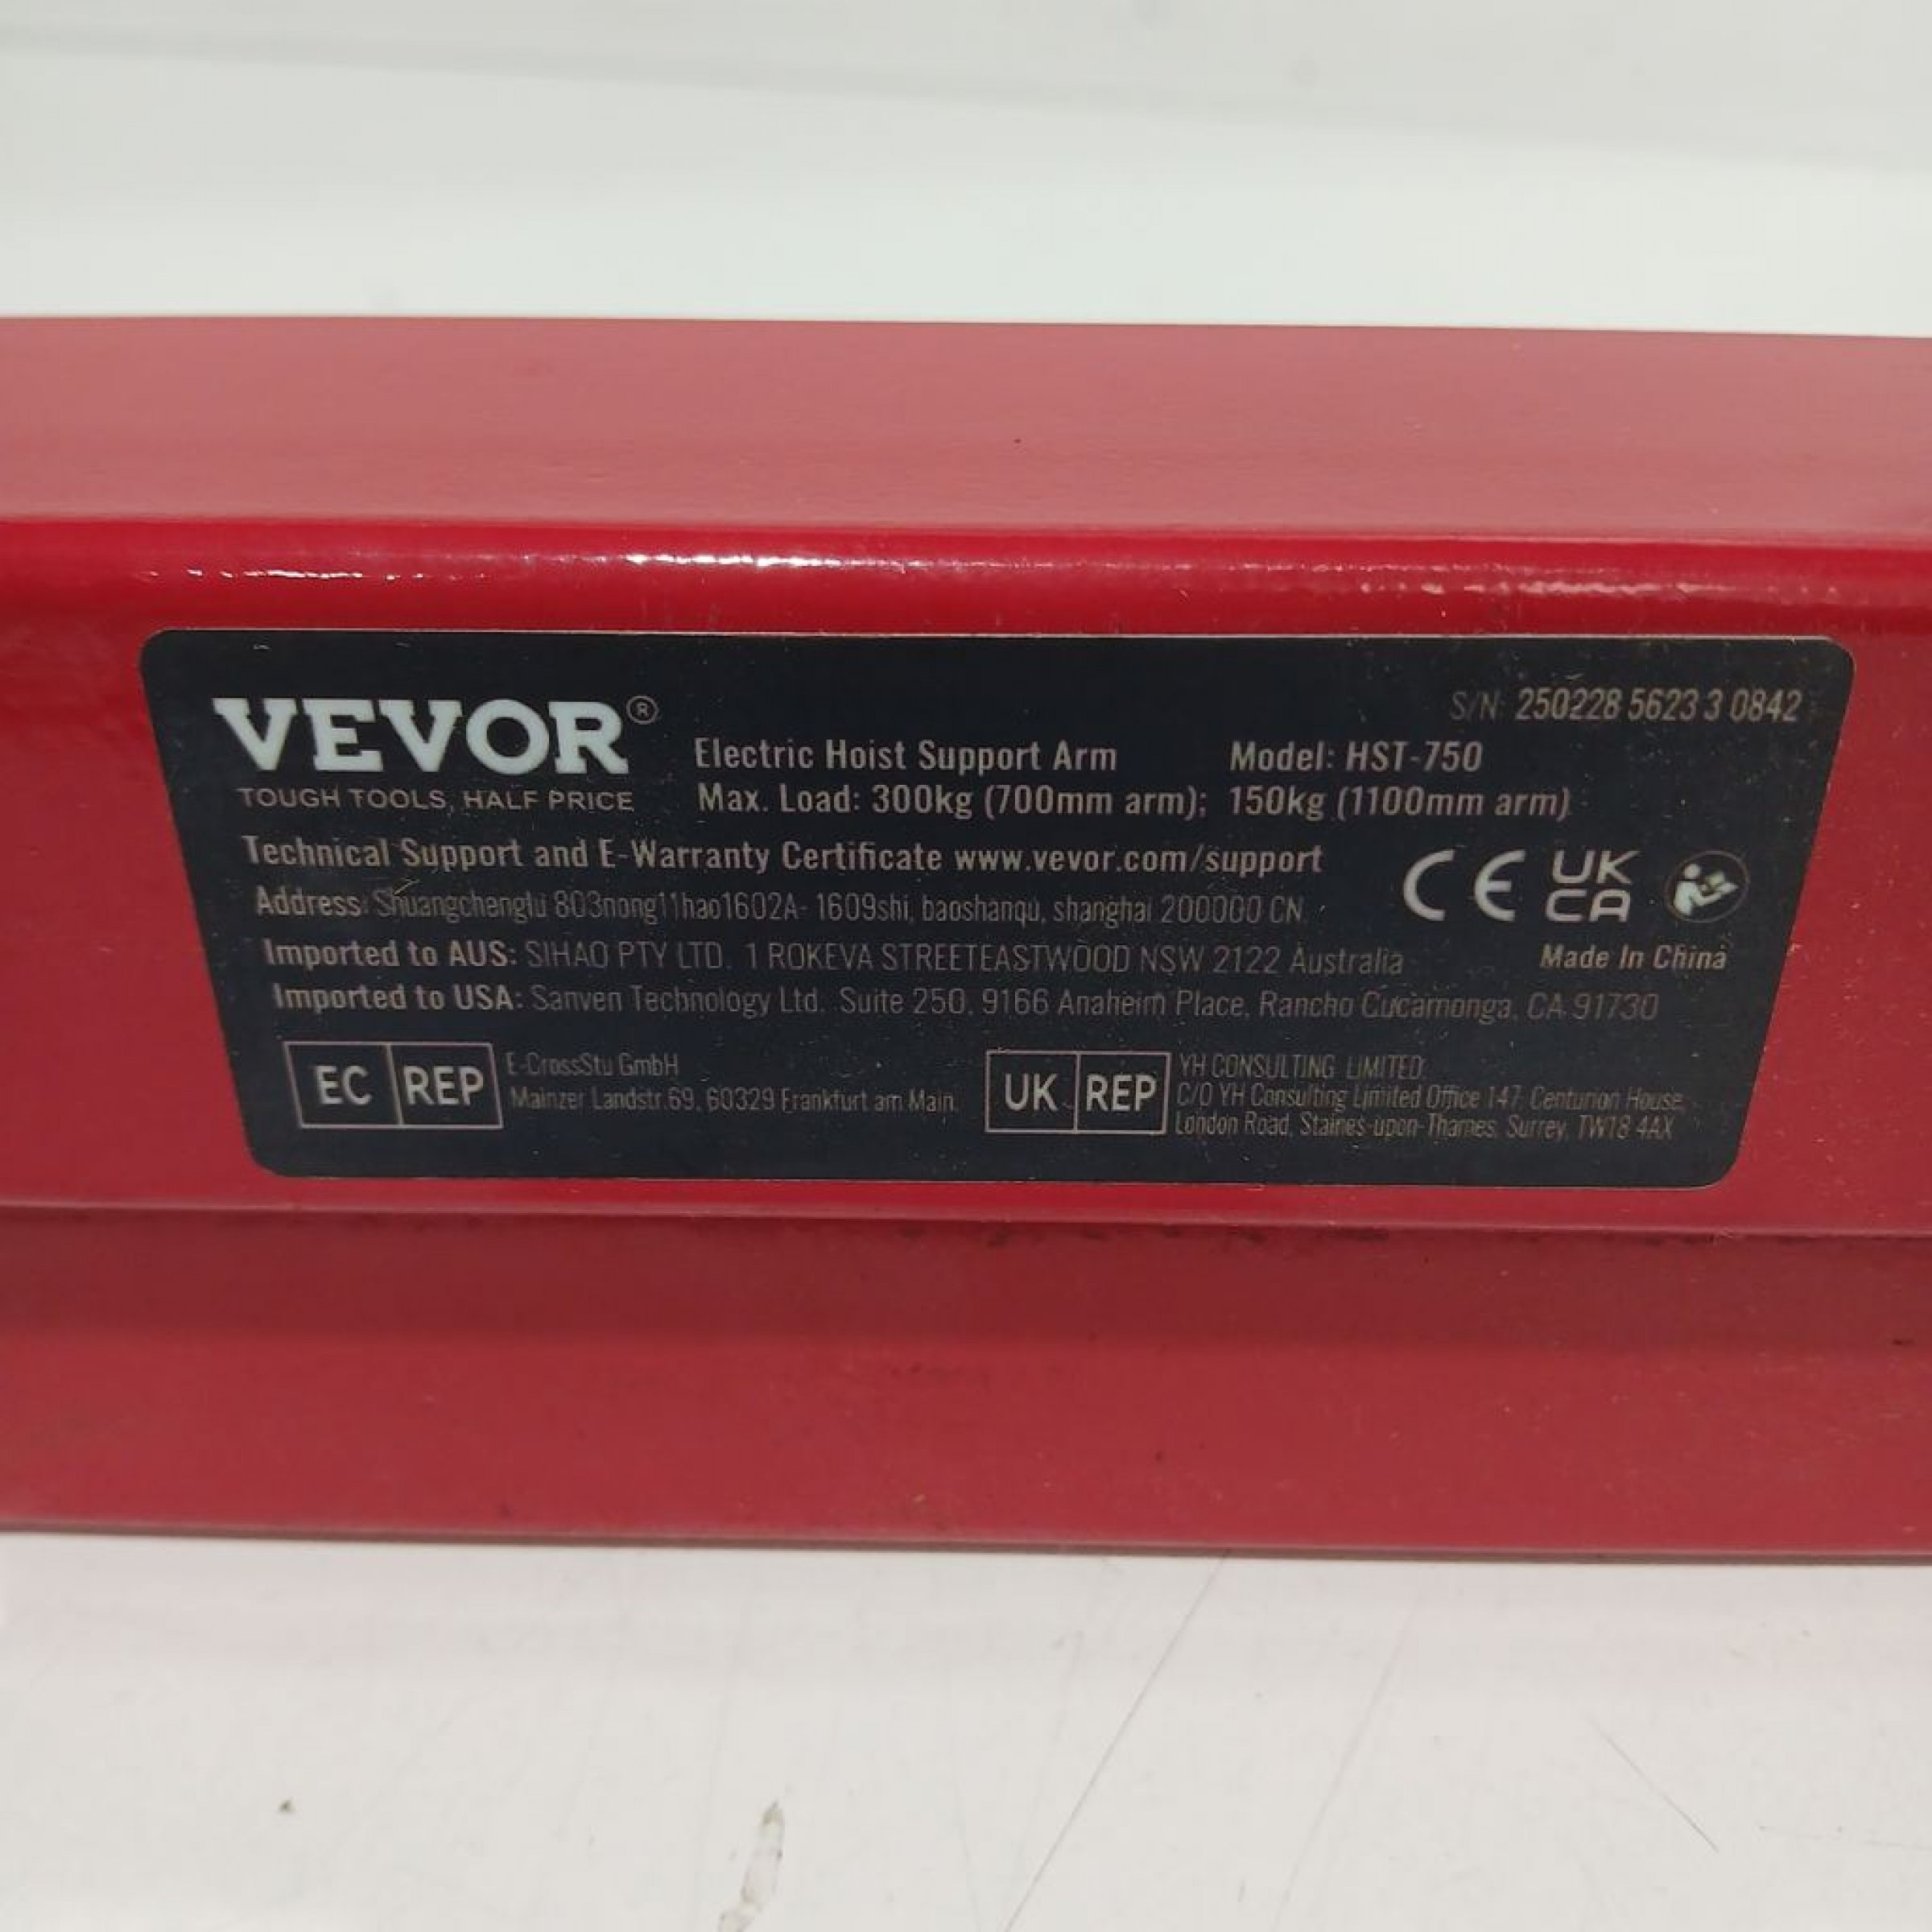 S/N: 250228 5623 3 0842
VEVOR®
TOUGH TOOLS, HALF PRICE
Electric Hoist Support Arm Model: HST-750
Max. Load: 300kg (700mm arm); 150kg (1100mm arm)
Technical Support and E-Warranty Certificate www.vevor.com/support
Address: Shuangchenglu 803nong11hao1602A-1609shi, baoshanqu, shanghai 200000 CN.
CE UK CA
Imported to AUS: SIHAO PTY LTD. 1 ROKEVA STREETEASTWOOD NSW 2122 Australia
Made In China
Imported to USA: Sanven Technology Ltd. Suite 250, 9166 Anaheim Place, Rancho Cucamonga, CA 91730
EC REP
E-CrossStu GmbH
Mainzer Landstr.69, 60329 Frankfurt am Main.
UK REP
YH CONSULTING LIMITED
C/O YH Consulting Limited Office 147, Centurion House,
London Road, Staines-upon-Thames, Surrey, TW18 4AX